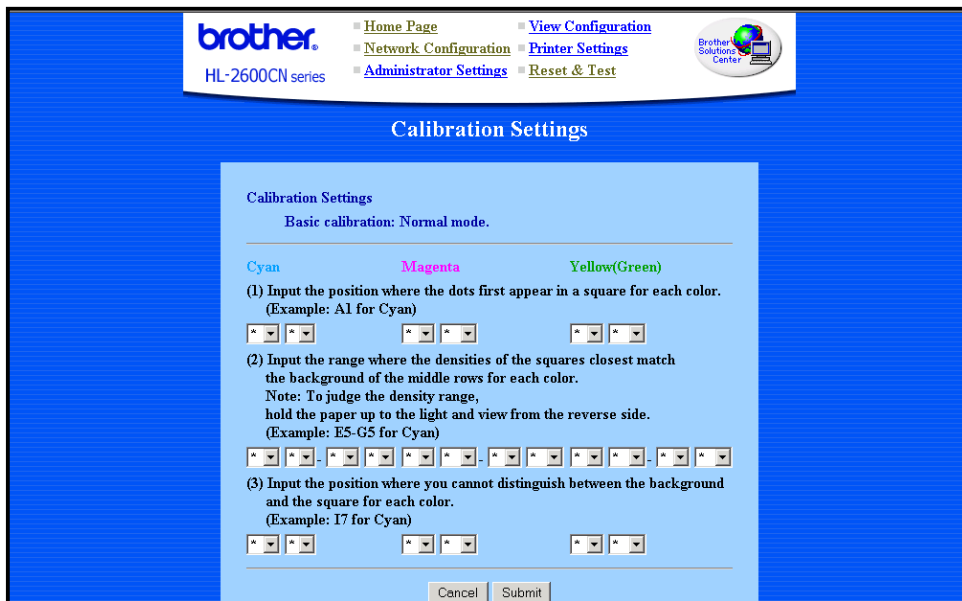 brother.
HL-2600CN series
Home Page
View Configuration
Network Configuration
Printer Settings
Administrator Settings
Reset & Test
Brother
Solutions
Center
Calibration Settings
Calibration Settings
Basic calibration: Normal mode.
Cyan Magenta Yellow(Green)
(1) Input the position where the dots first appear in a square for each color.
(Example: A1 for Cyan)
* * * * * *
(2) Input the range where the densities of the squares closest match
the background of the middle rows for each color.
Note: To judge the density range,
hold the paper up to the light and view from the reverse side.
(Example: E5-G5 for Cyan)
* * - * * * * - * * * * - * *
(3) Input the position where you cannot distinguish between the background
and the square for each color.
(Example: I7 for Cyan)
* * * * * *
Cancel Submit